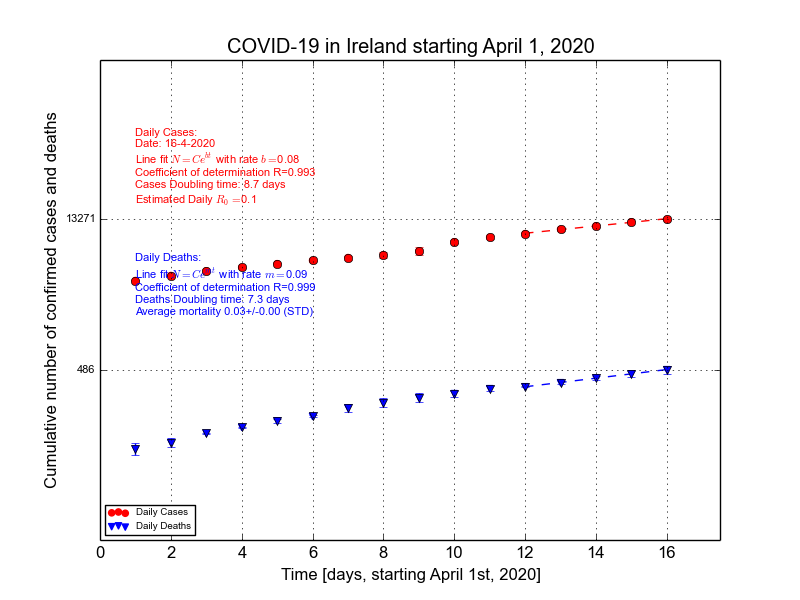 COVID-19 in Ireland starting April 1, 2020
Cumulative number of confirmed cases and deaths
Daily Cases:
Date: 16-4-2020
Line fit N = Ce^{bt} with rate b =0.08
Coefficient of determination R=0.993
Cases Doubling time: 8.7 days
Estimated Daily R_0 =0.1
13271
Daily Deaths:
Line fit N = Ce^{bt} with rate m =0.09
Coefficient of determination R=0.999
Deaths Doubling time: 7.3 days
Average mortality 0.03+/-0.00 (STD)
486
Daily Cases
Daily Deaths
0 2 4 6 8 10 12 14 16
Time [days, starting April 1st, 2020]